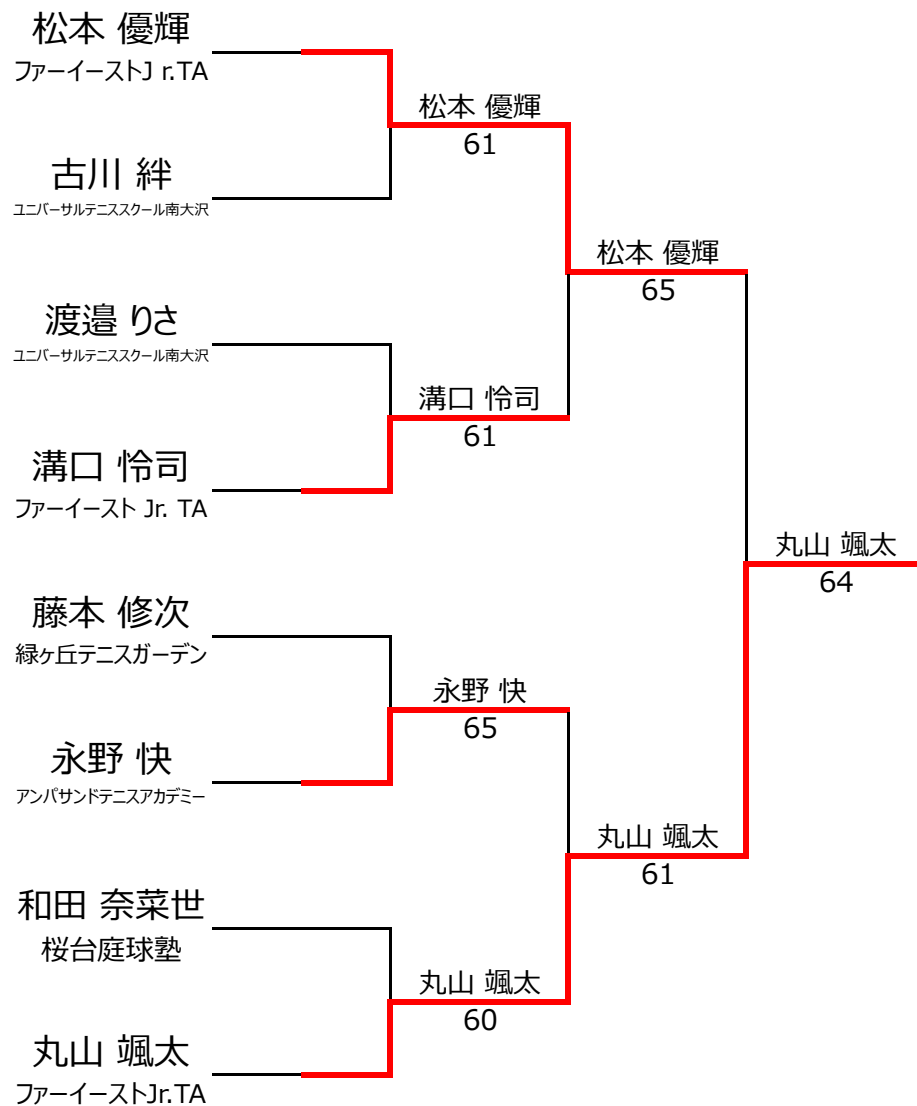 松本 優輝
ファーイーストJ r.TA
松本 優輝
61
古川 絆
ユニバーサルテニススクール南大沢
松本 優輝
65
渡邉 りさ
ユニバーサルテニススクール南大沢
溝口 怜司
61
溝口 怜司
ファーイースト Jr. TA
丸山 颯太
64
藤本 修次
緑ヶ丘テニスガーデン
永野 快
65
永野 快
アンパサンドテニスアカデミー
丸山 颯太
61
和田 奈菜世
桜台庭球塾
丸山 颯太
60
丸山 颯太
ファーイーストJr.TA